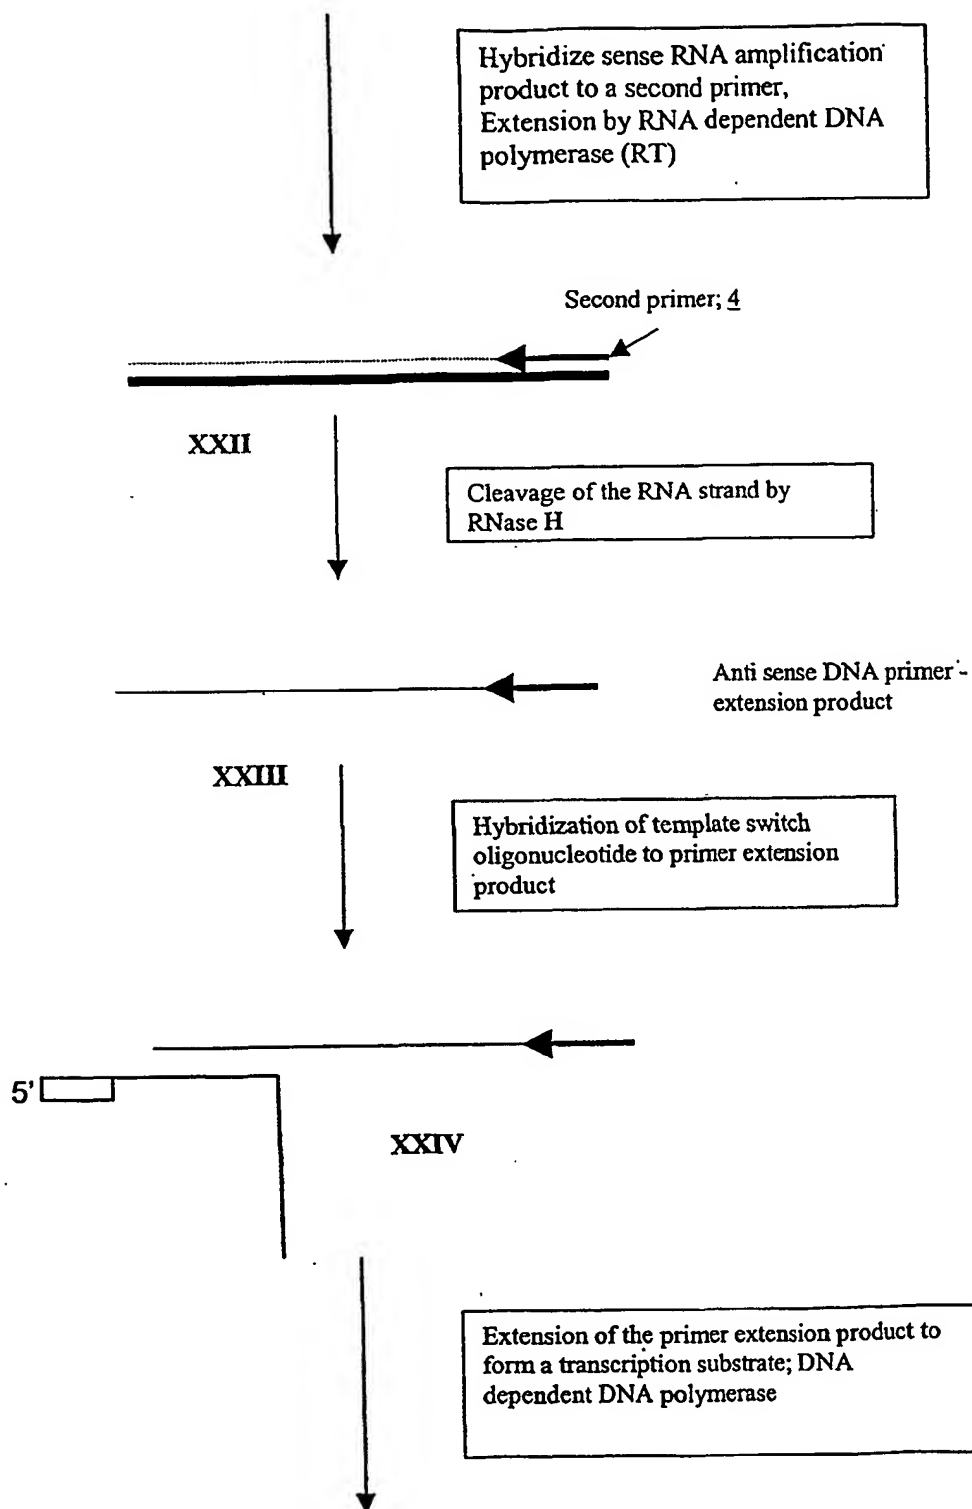 Hybridize sense RNA amplification
product to a second primer,
Extension by RNA dependent DNA
polymerase (RT)
Second primer; 4
XXII
Cleavage of the RNA strand by
RNase H
Anti sense DNA primer -
extension product
XXIII
Hybridization of template switch
oligonucleotide to primer extension
product
5'
XXIV
Extension of the primer extension product to
form a transcription substrate; DNA
dependent DNA polymerase